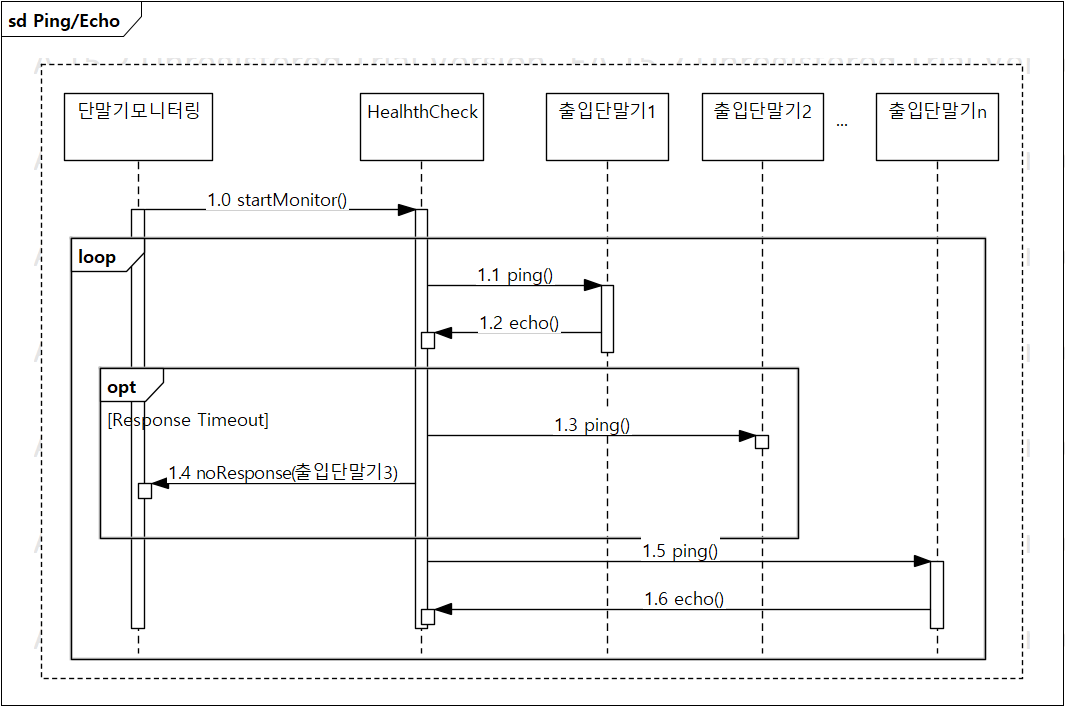 sd Ping/Echo
단말기모니터링
HealhthCheck
출입단말기1
출입단말기2
...
출입단말기n
1.0 startMonitor()
loop
1.1 ping()
1.2 echo()
opt
[Response Timeout]
1.3 ping()
1.4 noResponse(출입단말기3)
1.5 ping()
1.6 echo()